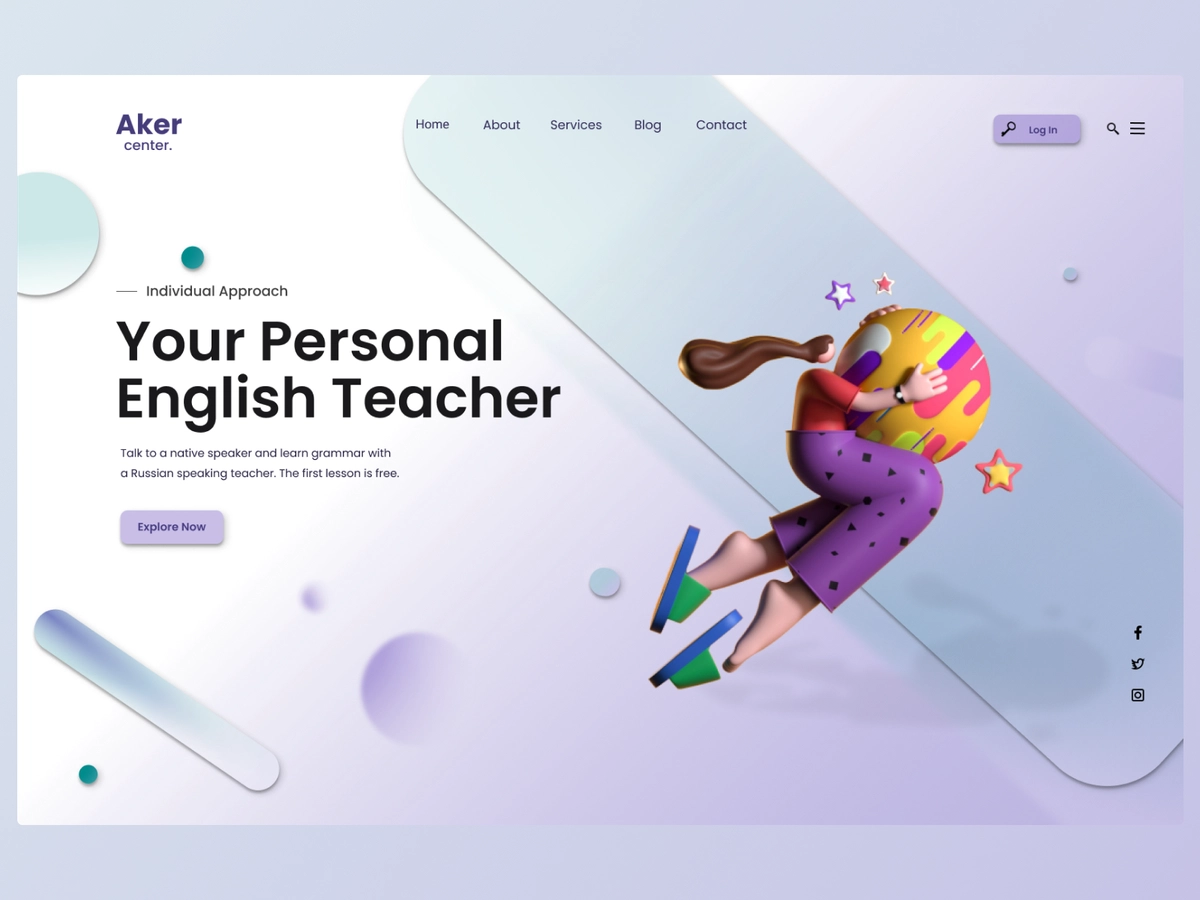 Aker
center.
Home About Services Blog Contact
Log In
Individual Approach
Your Personal
English Teacher
Talk to a native speaker and learn grammar with
a Russian speaking teacher. The first lesson is free.
Explore Now